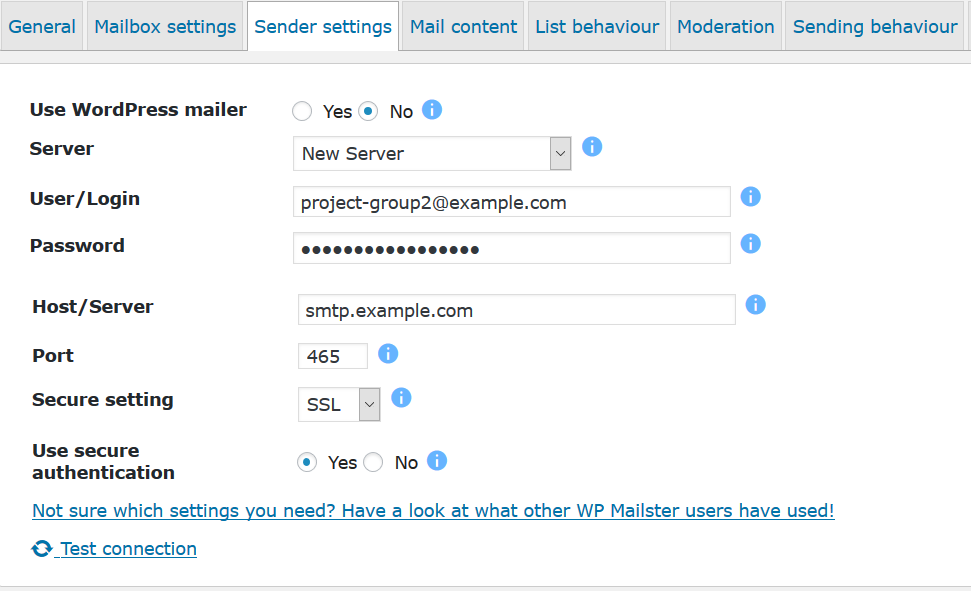 General Mailbox settings Sender settings Mail content List behaviour Moderation Sending behaviour
Use WordPress mailer Yes No
Server New Server
User/Login project-group2@example.com
Password •••••••••••••••••
Host/Server smtp.example.com
Port 465
Secure setting SSL
Use secure
authentication Yes No
Not sure which settings you need? Have a look at what other WP Mailster users have used!
Test connection